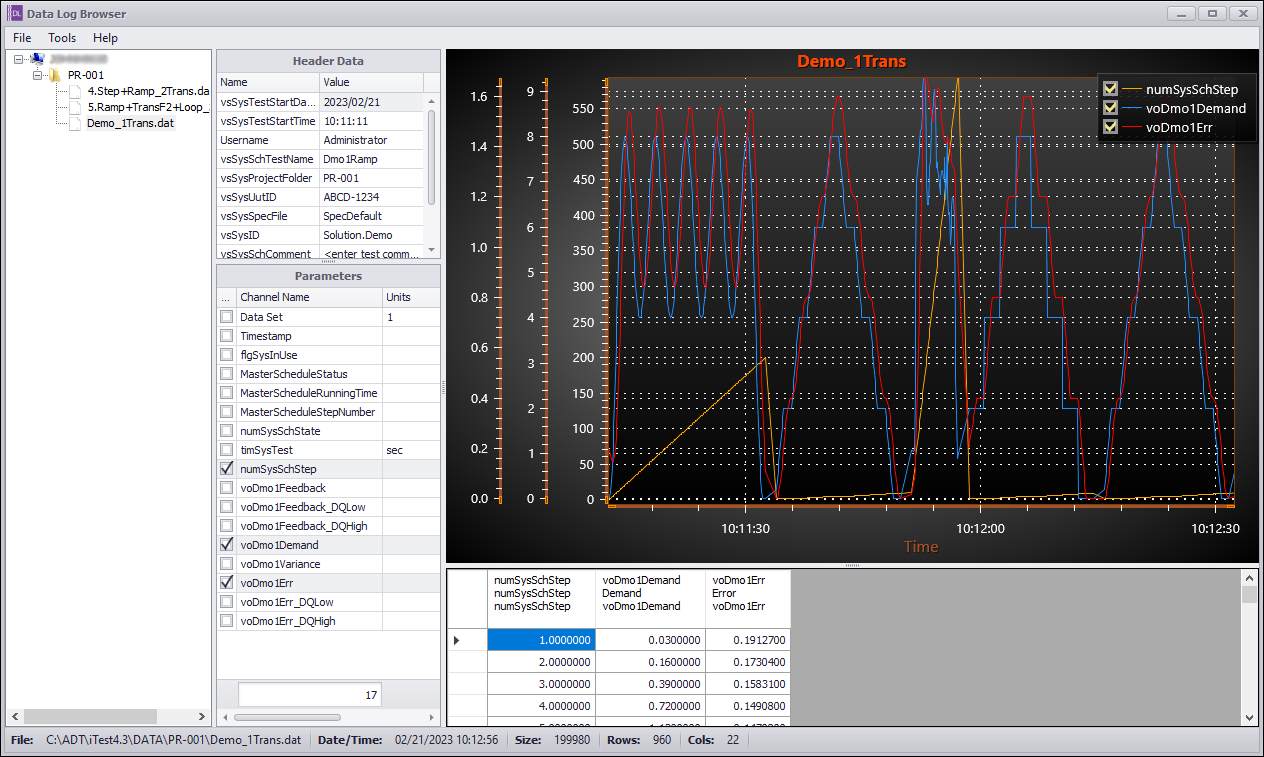 DL Data Log Browser
File Tools Help
PR-001
4.Step+Ramp_2Trans.da
5.Ramp+TransF2+Loop_
Demo_1Trans.dat
Header Data
Name Value
vsSysTestStartDa... 2023/02/21
vsSysTestStartTime 10:11:11
Username Administrator
vsSysSchTestName Dmo1Ramp
vsSysProjectFolder PR-001
vsSysUutID ABCD-1234
vsSysSpecFile SpecDefault
vsSysID Solution.Demo
vsSysSchComment <enter test comm...
Parameters
... Channel Name Units
Data Set 1
Timestamp
flgSysInUse
MasterScheduleStatus
MasterScheduleRunningTime
MasterScheduleStepNumber
numSysSchState
timSysTest sec
numSysSchStep
voDmo1Feedback
voDmo1Feedback_DQLow
voDmo1Feedback_DQHigh
voDmo1Demand
voDmo1Variance
voDmo1Err
voDmo1Err_DQLow
voDmo1Err_DQHigh
17
Demo_1Trans
numSysSchStep
voDmo1Demand
voDmo1Err
1.6
1.4
1.2
1.0
0.8
0.6
0.4
0.2
0.0
9
8
7
6
5
4
3
2
1
0
550
500
450
400
350
300
250
200
150
100
50
0
10:11:30 10:12:00 10:12:30
Time
numSysSchStep voDmo1Demand voDmo1Err
numSysSchStep Demand Error
numSysSchStep voDmo1Demand voDmo1Err
1.0000000 0.0300000 0.1912700
2.0000000 0.1600000 0.1730400
3.0000000 0.3900000 0.1583100
4.0000000 0.7200000 0.1490800
File: C:\ADT\iTest4.3\DATA\PR-001\Demo_1Trans.dat Date/Time: 02/21/2023 10:12:56 Size: 199980 Rows: 960 Cols: 22